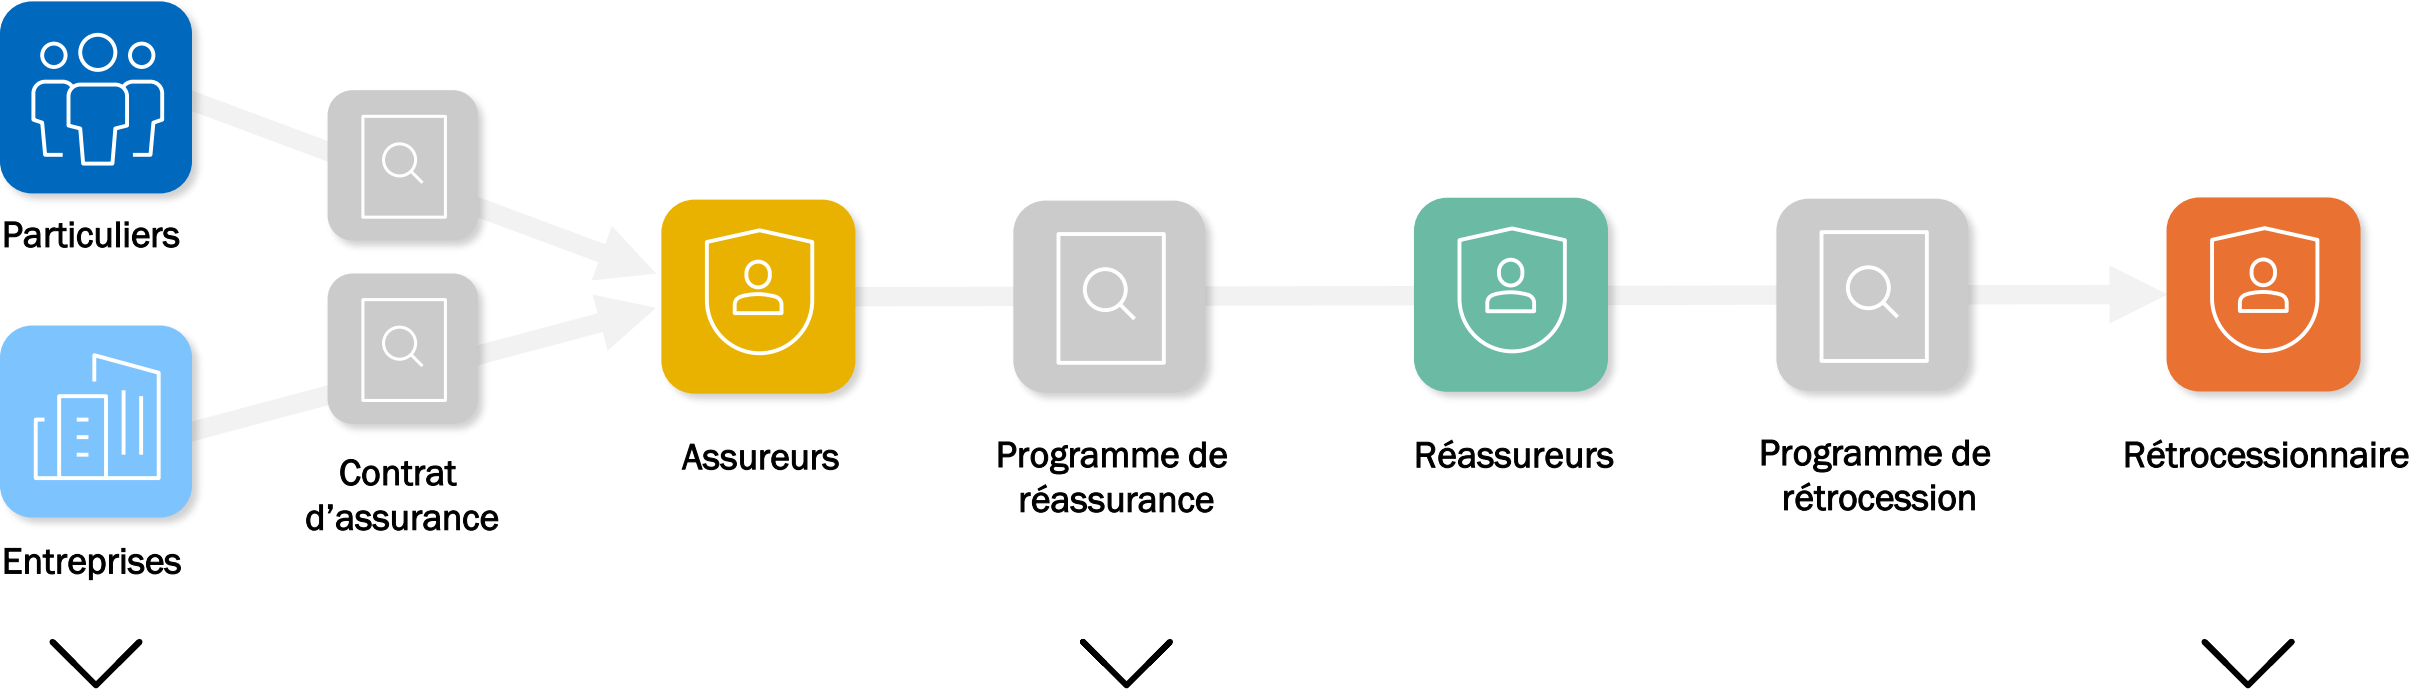 Particuliers
Entreprises
Contrat
d’assurance
Assureurs
Programme de
réassurance
Réassureurs
Programme de
rétrocession
Rétrocessionnaire